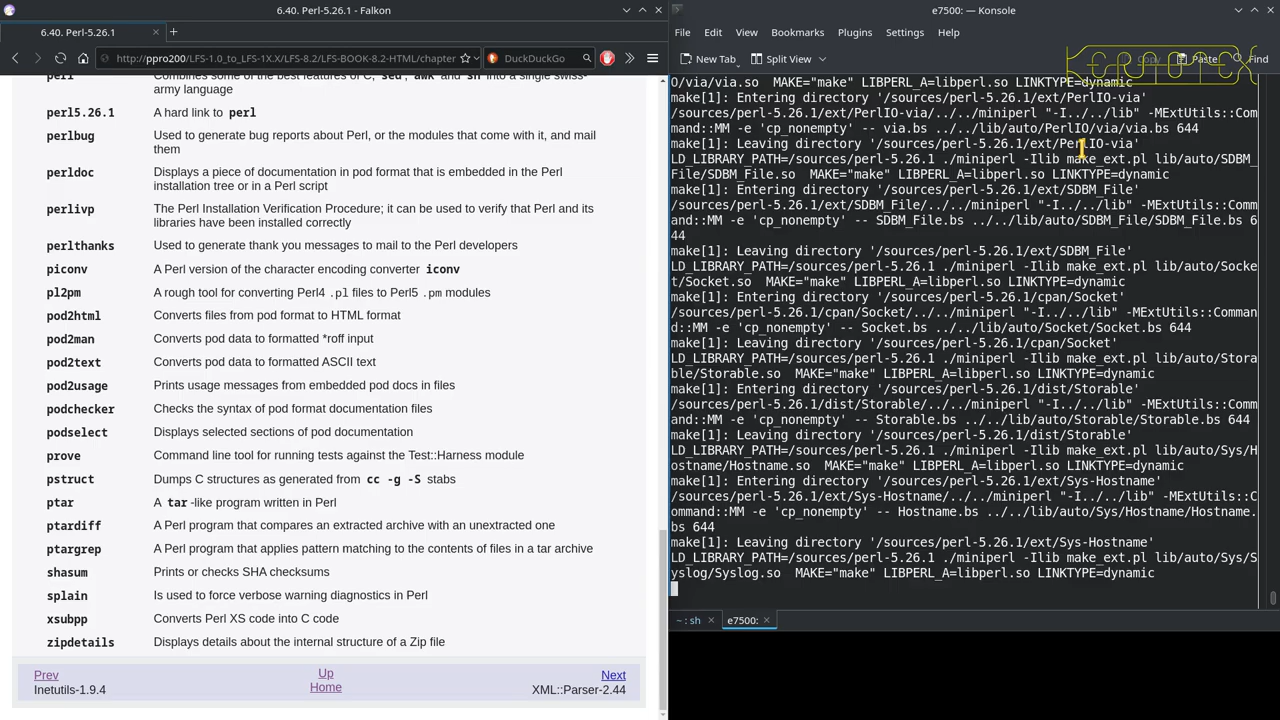 6.40. Perl-5.26.1 - Falkon
6.40. Perl-5.26.1
http://ppro200/LFS-1.0_to_LFS-1X.X/LFS-8.2/LFS-BOOK-8.2-HTML/chapter
DuckDuckGo
perl Combines some of the best features of C, sed, awk and sh into a single swiss-
army language
perl5.26.1 A hard link to perl
perlbug Used to generate bug reports about Perl, or the modules that come with it, and mail
them
perldoc Displays a piece of documentation in pod format that is embedded in the Perl
installation tree or in a Perl script
perlivp The Perl Installation Verification Procedure; it can be used to verify that Perl and its
libraries have been installed correctly
perlthanks Used to generate thank you messages to mail to the Perl developers
piconv A Perl version of the character encoding converter iconv
pl2pm A rough tool for converting Perl4 .pl files to Perl5 .pm modules
pod2html Converts files from pod format to HTML format
pod2man Converts pod data to formatted *roff input
pod2text Converts pod data to formatted ASCII text
pod2usage Prints usage messages from embedded pod docs in files
podchecker Checks the syntax of pod format documentation files
podselect Displays selected sections of pod documentation
prove Command line tool for running tests against the Test::Harness module
pstruct Dumps C structures as generated from cc -g -S stabs
ptar A tar-like program written in Perl
ptardiff A Perl program that compares an extracted archive with an unextracted one
ptargrep A Perl program that applies pattern matching to the contents of files in a tar archive
shasum Prints or checks SHA checksums
splain Is used to force verbose warning diagnostics in Perl
xsubpp Converts Perl XS code into C code
zipdetails Displays details about the internal structure of a Zip file
Prev Up Next
Inetutils-1.9.4 Home XML::Parser-2.44
e7500: — Konsole
File Edit View Bookmarks Plugins Settings Help
New Tab Split View Copy Paste Find
O/via/via.so  MAKE="make" LIBPERL_A=libperl.so LINKTYPE=dynamic
make[1]: Entering directory '/sources/perl-5.26.1/ext/PerlIO-via'
/sources/perl-5.26.1/ext/PerlIO-via/../../miniperl "-I../../lib" -MExtUtils::Com
mand::MM -e 'cp_nonempty' -- via.bs ../../lib/auto/PerlIO/via/via.bs 644
make[1]: Leaving directory '/sources/perl-5.26.1/ext/PerlIO-via'
LD_LIBRARY_PATH=/sources/perl-5.26.1 ./miniperl -Ilib make_ext.pl lib/auto/SDBM_
File/SDBM_File.so  MAKE="make" LIBPERL_A=libperl.so LINKTYPE=dynamic
make[1]: Entering directory '/sources/perl-5.26.1/ext/SDBM_File'
/sources/perl-5.26.1/ext/SDBM_File/../../miniperl "-I../../lib" -MExtUtils::Comm
and::MM -e 'cp_nonempty' -- SDBM_File.bs ../../lib/auto/SDBM_File/SDBM_File.bs 6
44
make[1]: Leaving directory '/sources/perl-5.26.1/ext/SDBM_File'
LD_LIBRARY_PATH=/sources/perl-5.26.1 ./miniperl -Ilib make_ext.pl lib/auto/Socke
t/Socket.so  MAKE="make" LIBPERL_A=libperl.so LINKTYPE=dynamic
make[1]: Entering directory '/sources/perl-5.26.1/cpan/Socket'
/sources/perl-5.26.1/cpan/Socket/../../miniperl "-I../../lib" -MExtUtils::Comman
d::MM -e 'cp_nonempty' -- Socket.bs ../../lib/auto/Socket/Socket.bs 644
make[1]: Leaving directory '/sources/perl-5.26.1/cpan/Socket'
LD_LIBRARY_PATH=/sources/perl-5.26.1 ./miniperl -Ilib make_ext.pl lib/auto/Stora
ble/Storable.so  MAKE="make" LIBPERL_A=libperl.so LINKTYPE=dynamic
make[1]: Entering directory '/sources/perl-5.26.1/dist/Storable'
/sources/perl-5.26.1/dist/Storable/../../miniperl "-I../../lib" -MExtUtils::Comm
and::MM -e 'cp_nonempty' -- Storable.bs ../../lib/auto/Storable/Storable.bs 644
make[1]: Leaving directory '/sources/perl-5.26.1/dist/Storable'
LD_LIBRARY_PATH=/sources/perl-5.26.1 ./miniperl -Ilib make_ext.pl lib/auto/Sys/H
ostname/Hostname.so  MAKE="make" LIBPERL_A=libperl.so LINKTYPE=dynamic
make[1]: Entering directory '/sources/perl-5.26.1/ext/Sys-Hostname'
/sources/perl-5.26.1/ext/Sys-Hostname/../../miniperl "-I../../lib" -MExtUtils::C
ommand::MM -e 'cp_nonempty' -- Hostname.bs ../../lib/auto/Sys/Hostname/Hostname.
bs 644
make[1]: Leaving directory '/sources/perl-5.26.1/ext/Sys-Hostname'
LD_LIBRARY_PATH=/sources/perl-5.26.1 ./miniperl -Ilib make_ext.pl lib/auto/Sys/S
yslog/Syslog.so  MAKE="make" LIBPERL_A=libperl.so LINKTYPE=dynamic
~ : sh e7500: